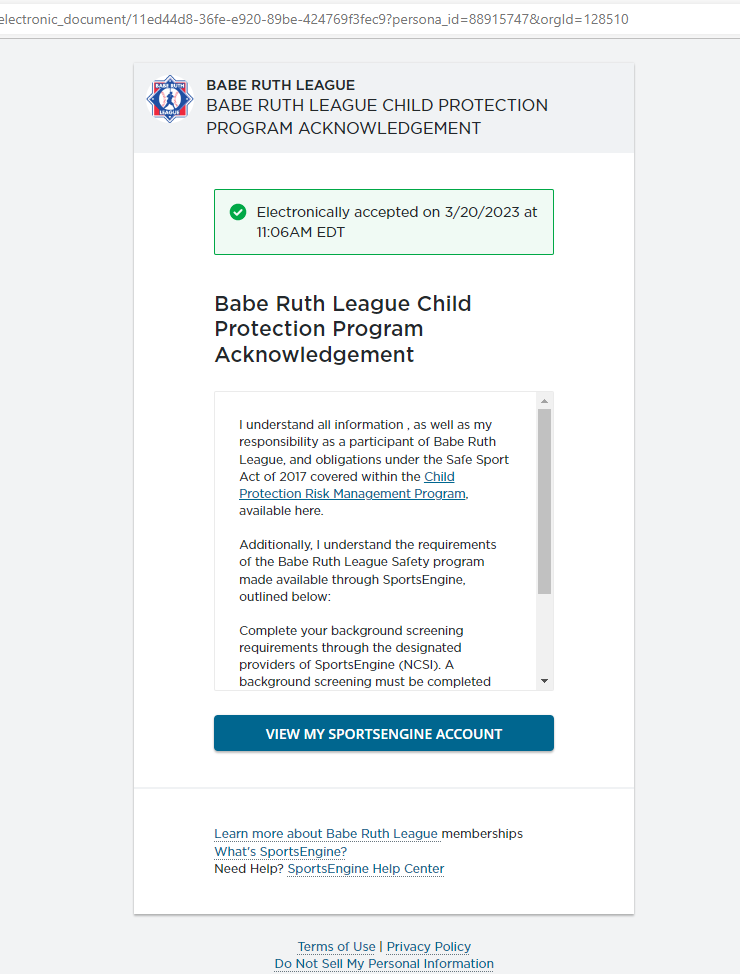 electronic_document/11ed44d8-36fe-e920-89be-424769f3fec9?persona_id=88915747&orgId=128510
BABE RUTH LEAGUE
BABE RUTH
LEAGUE
BABE RUTH LEAGUE CHILD PROTECTION
PROGRAM ACKNOWLEDGEMENT
Electronically accepted on 3/20/2023 at
11:06AM EDT
Babe Ruth League Child
Protection Program
Acknowledgement
I understand all information , as well as my
responsibility as a participant of Babe Ruth
League, and obligations under the Safe Sport
Act of 2017 covered within the Child
Protection Risk Management Program,
available here.
Additionally, I understand the requirements
of the Babe Ruth League Safety program
made available through SportsEngine,
outlined below:
Complete your background screening
requirements through the designated
providers of SportsEngine (NCSI). A
background screening must be completed
VIEW MY SPORTSENGINE ACCOUNT
Learn more about Babe Ruth League memberships
What's SportsEngine?
Need Help? SportsEngine Help Center
Terms of Use | Privacy Policy
Do Not Sell My Personal Information